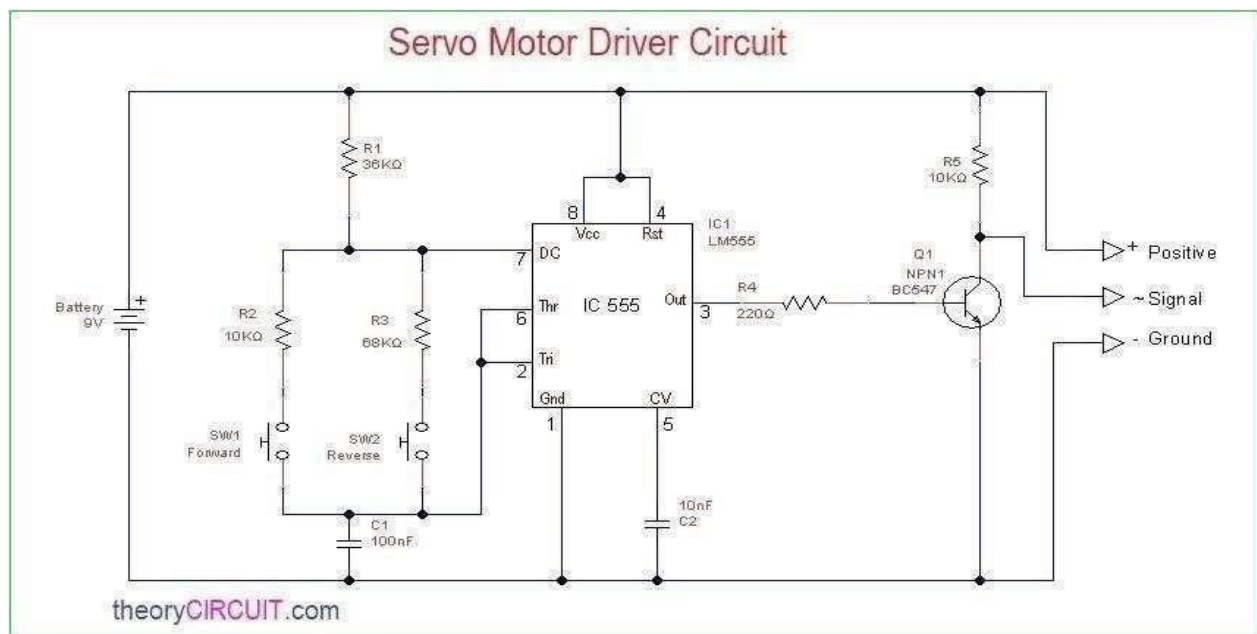 Servo Motor Driver Circuit
R1
36KΩ
R5
10KΩ
8
4
Vcc
Rst
IC1
LM555
7
DC
Q1
NPN1
BC547
+ Positive
Battery
9V
+
R2
10KΩ
R3
68KΩ
Thr
6
IC 555
Out
3
R4
220Ω
~Signal
Tri
2
- Ground
Gnd
CV
1
5
SW1
Forward
SW2
Reverse
C1
100nF
10nF
C2
theoryCIRCUIT.com